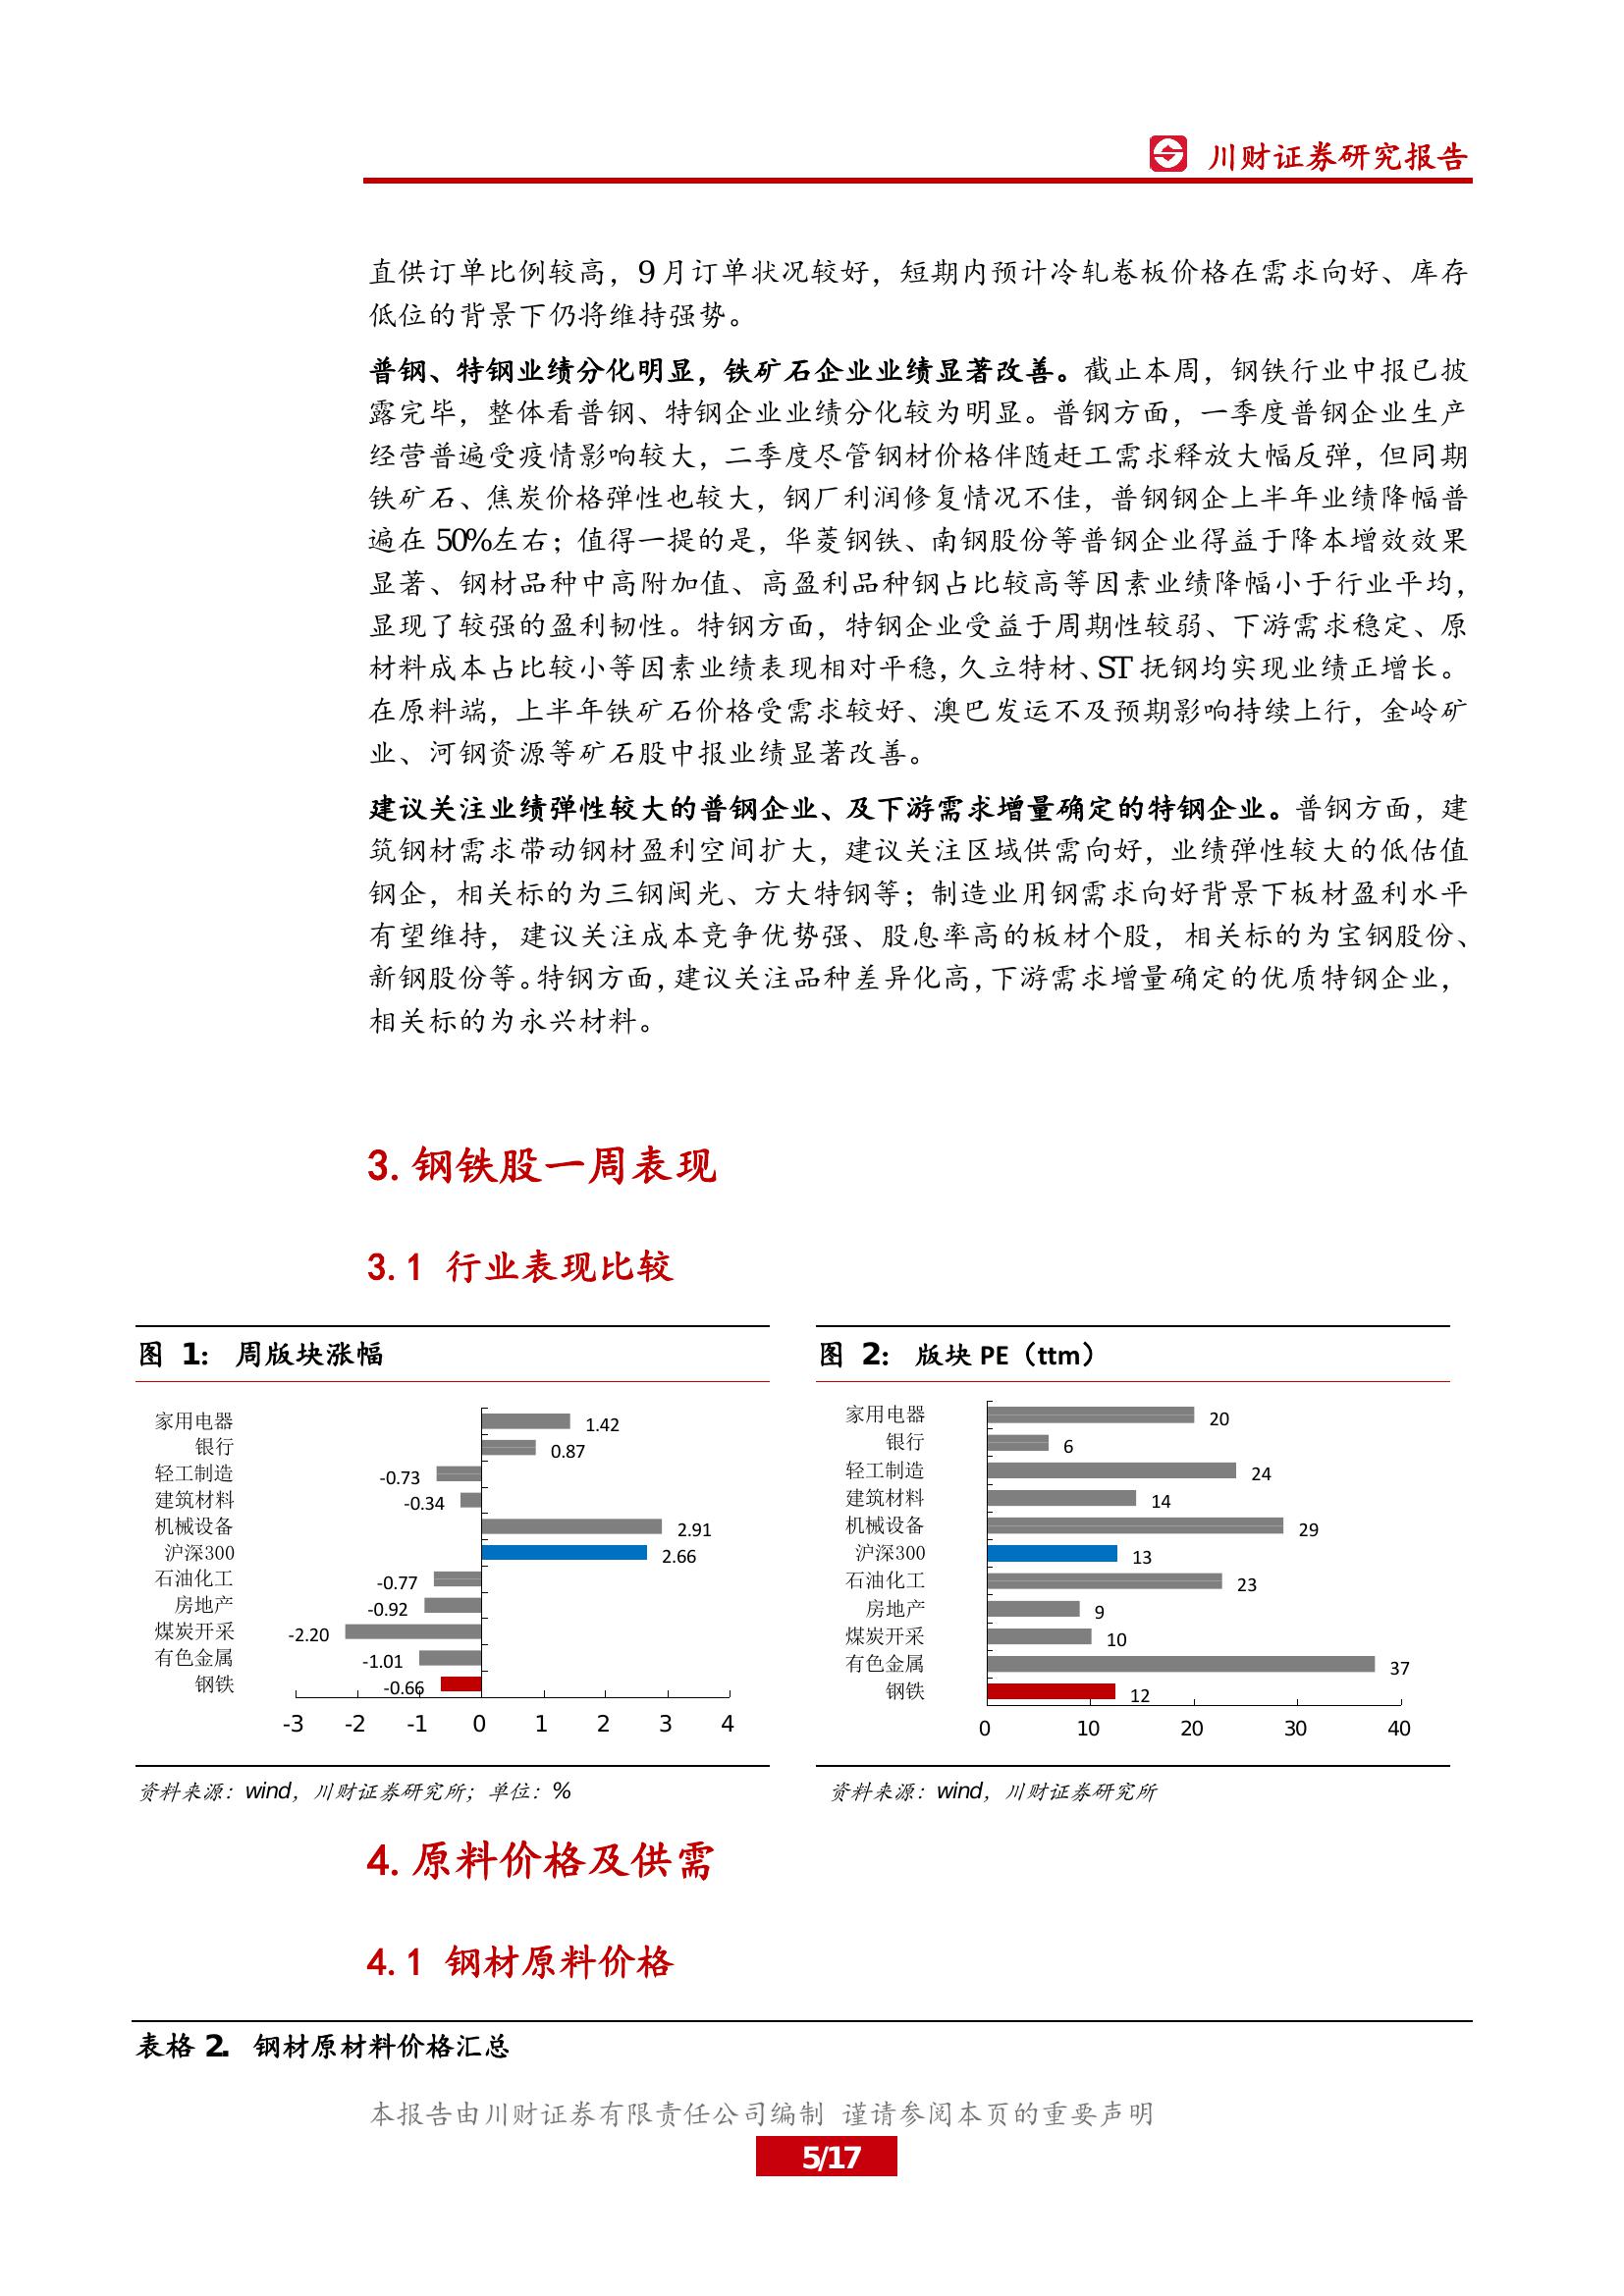 川财证券研究报告
直供订单比例较高，9 月订单状况较好，短期内预计冷轧卷板价格在需求向好、库存
低位的背景下仍将维持强势。
普钢、特钢业绩分化明显，铁矿石企业业绩显著改善。截止本周，钢铁行业中报已披
露完毕，整体看普钢、特钢企业业绩分化较为明显。普钢方面，一季度普钢企业生产
经营普遍受疫情影响较大，二季度尽管钢材价格伴随赶工需求释放大幅反弹，但同期
铁矿石、焦炭价格弹性也较大，钢厂利润修复情况不佳，普钢钢企上半年业绩降幅普
遍在 50%左右；值得一提的是，华菱钢铁、南钢股份等普钢企业得益于降本增效效果
显著、钢材品种中高附加值、高盈利品种钢占比较高等因素业绩降幅小于行业平均，
显现了较强的盈利韧性。特钢方面，特钢企业受益于周期性较弱、下游需求稳定、原
材料成本占比较小等因素业绩表现相对平稳，久立特材、ST 抚钢均实现业绩正增长。
在原料端，上半年铁矿石价格受需求较好、澳巴发运不及预期影响持续上行，金岭矿
业、河钢资源等矿石股中报业绩显著改善。
建议关注业绩弹性较大的普钢企业、及下游需求增量确定的特钢企业。普钢方面，建
筑钢材需求带动钢材盈利空间扩大，建议关注区域供需向好，业绩弹性较大的低估值
钢企，相关标的为三钢闽光、方大特钢等；制造业用钢需求向好背景下板材盈利水平
有望维持，建议关注成本竞争优势强、股息率高的板材个股，相关标的为宝钢股份、
新钢股份等。特钢方面，建议关注品种差异化高，下游需求增量确定的优质特钢企业，
相关标的为永兴材料。
3. 钢铁股一周表现
3.1 行业表现比较
图 1： 周版块涨幅
家用电器 1.42
银行 0.87
轻工制造 -0.73
建筑材料 -0.34
机械设备 2.91
沪深300 2.66
石油化工 -0.77
房地产 -0.92
煤炭开采 -2.20
有色金属 -1.01
钢铁 -0.66
-3 -2 -1 0 1 2 3 4
资料来源：wind，川财证券研究所；单位：%
图 2： 版块 PE（ttm）
家用电器 20
银行 6
轻工制造 24
建筑材料 14
机械设备 29
沪深300 13
石油化工 23
房地产 9
煤炭开采 10
有色金属 37
钢铁 12
0 10 20 30 40
资料来源：wind，川财证券研究所
4. 原料价格及供需
4.1 钢材原料价格
表格 2. 钢材原材料价格汇总
本报告由川财证券有限责任公司编制 谨请参阅本页的重要声明
5/17